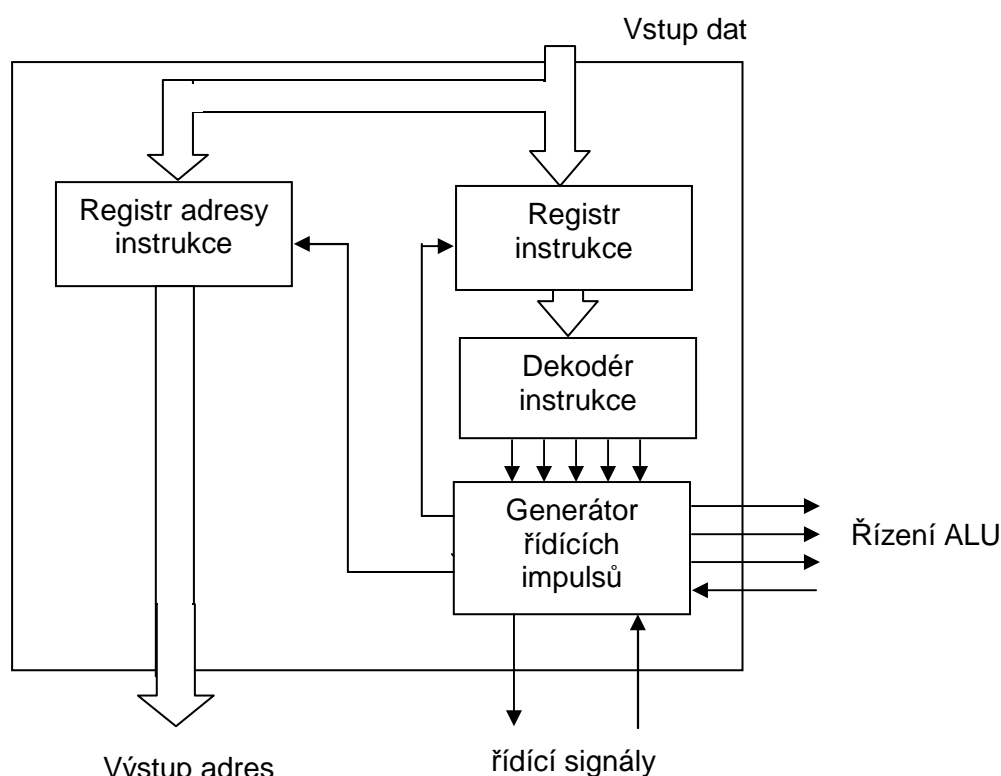 Vstup dat
Registr adresy
instrukce
Registr
instrukce
Dekodér
instrukce
Generátor
řídících
impulsů
Řízení ALU
Výstup adres
řídící signály